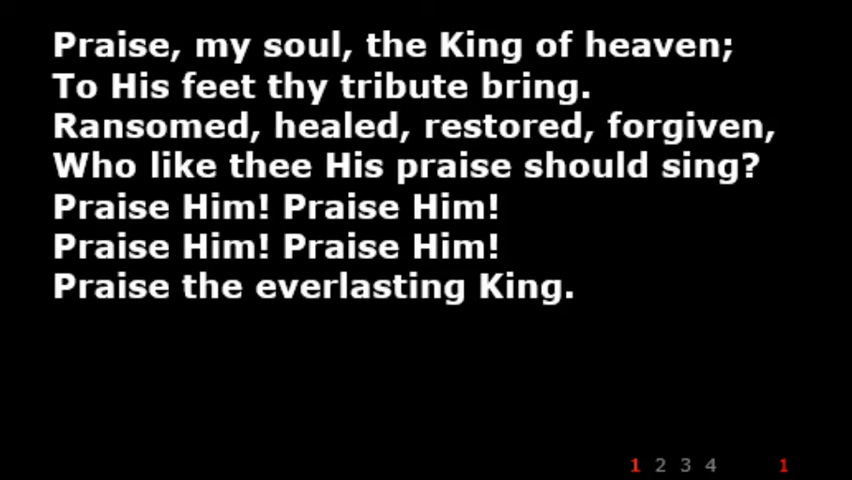 Praise, my soul, the King of heaven;
To His feet thy tribute bring.
Ransomed, healed, restored, forgiven,
Who like thee His praise should sing?
Praise Him! Praise Him!
Praise Him! Praise Him!
Praise the everlasting King.
1 2 3 4 1